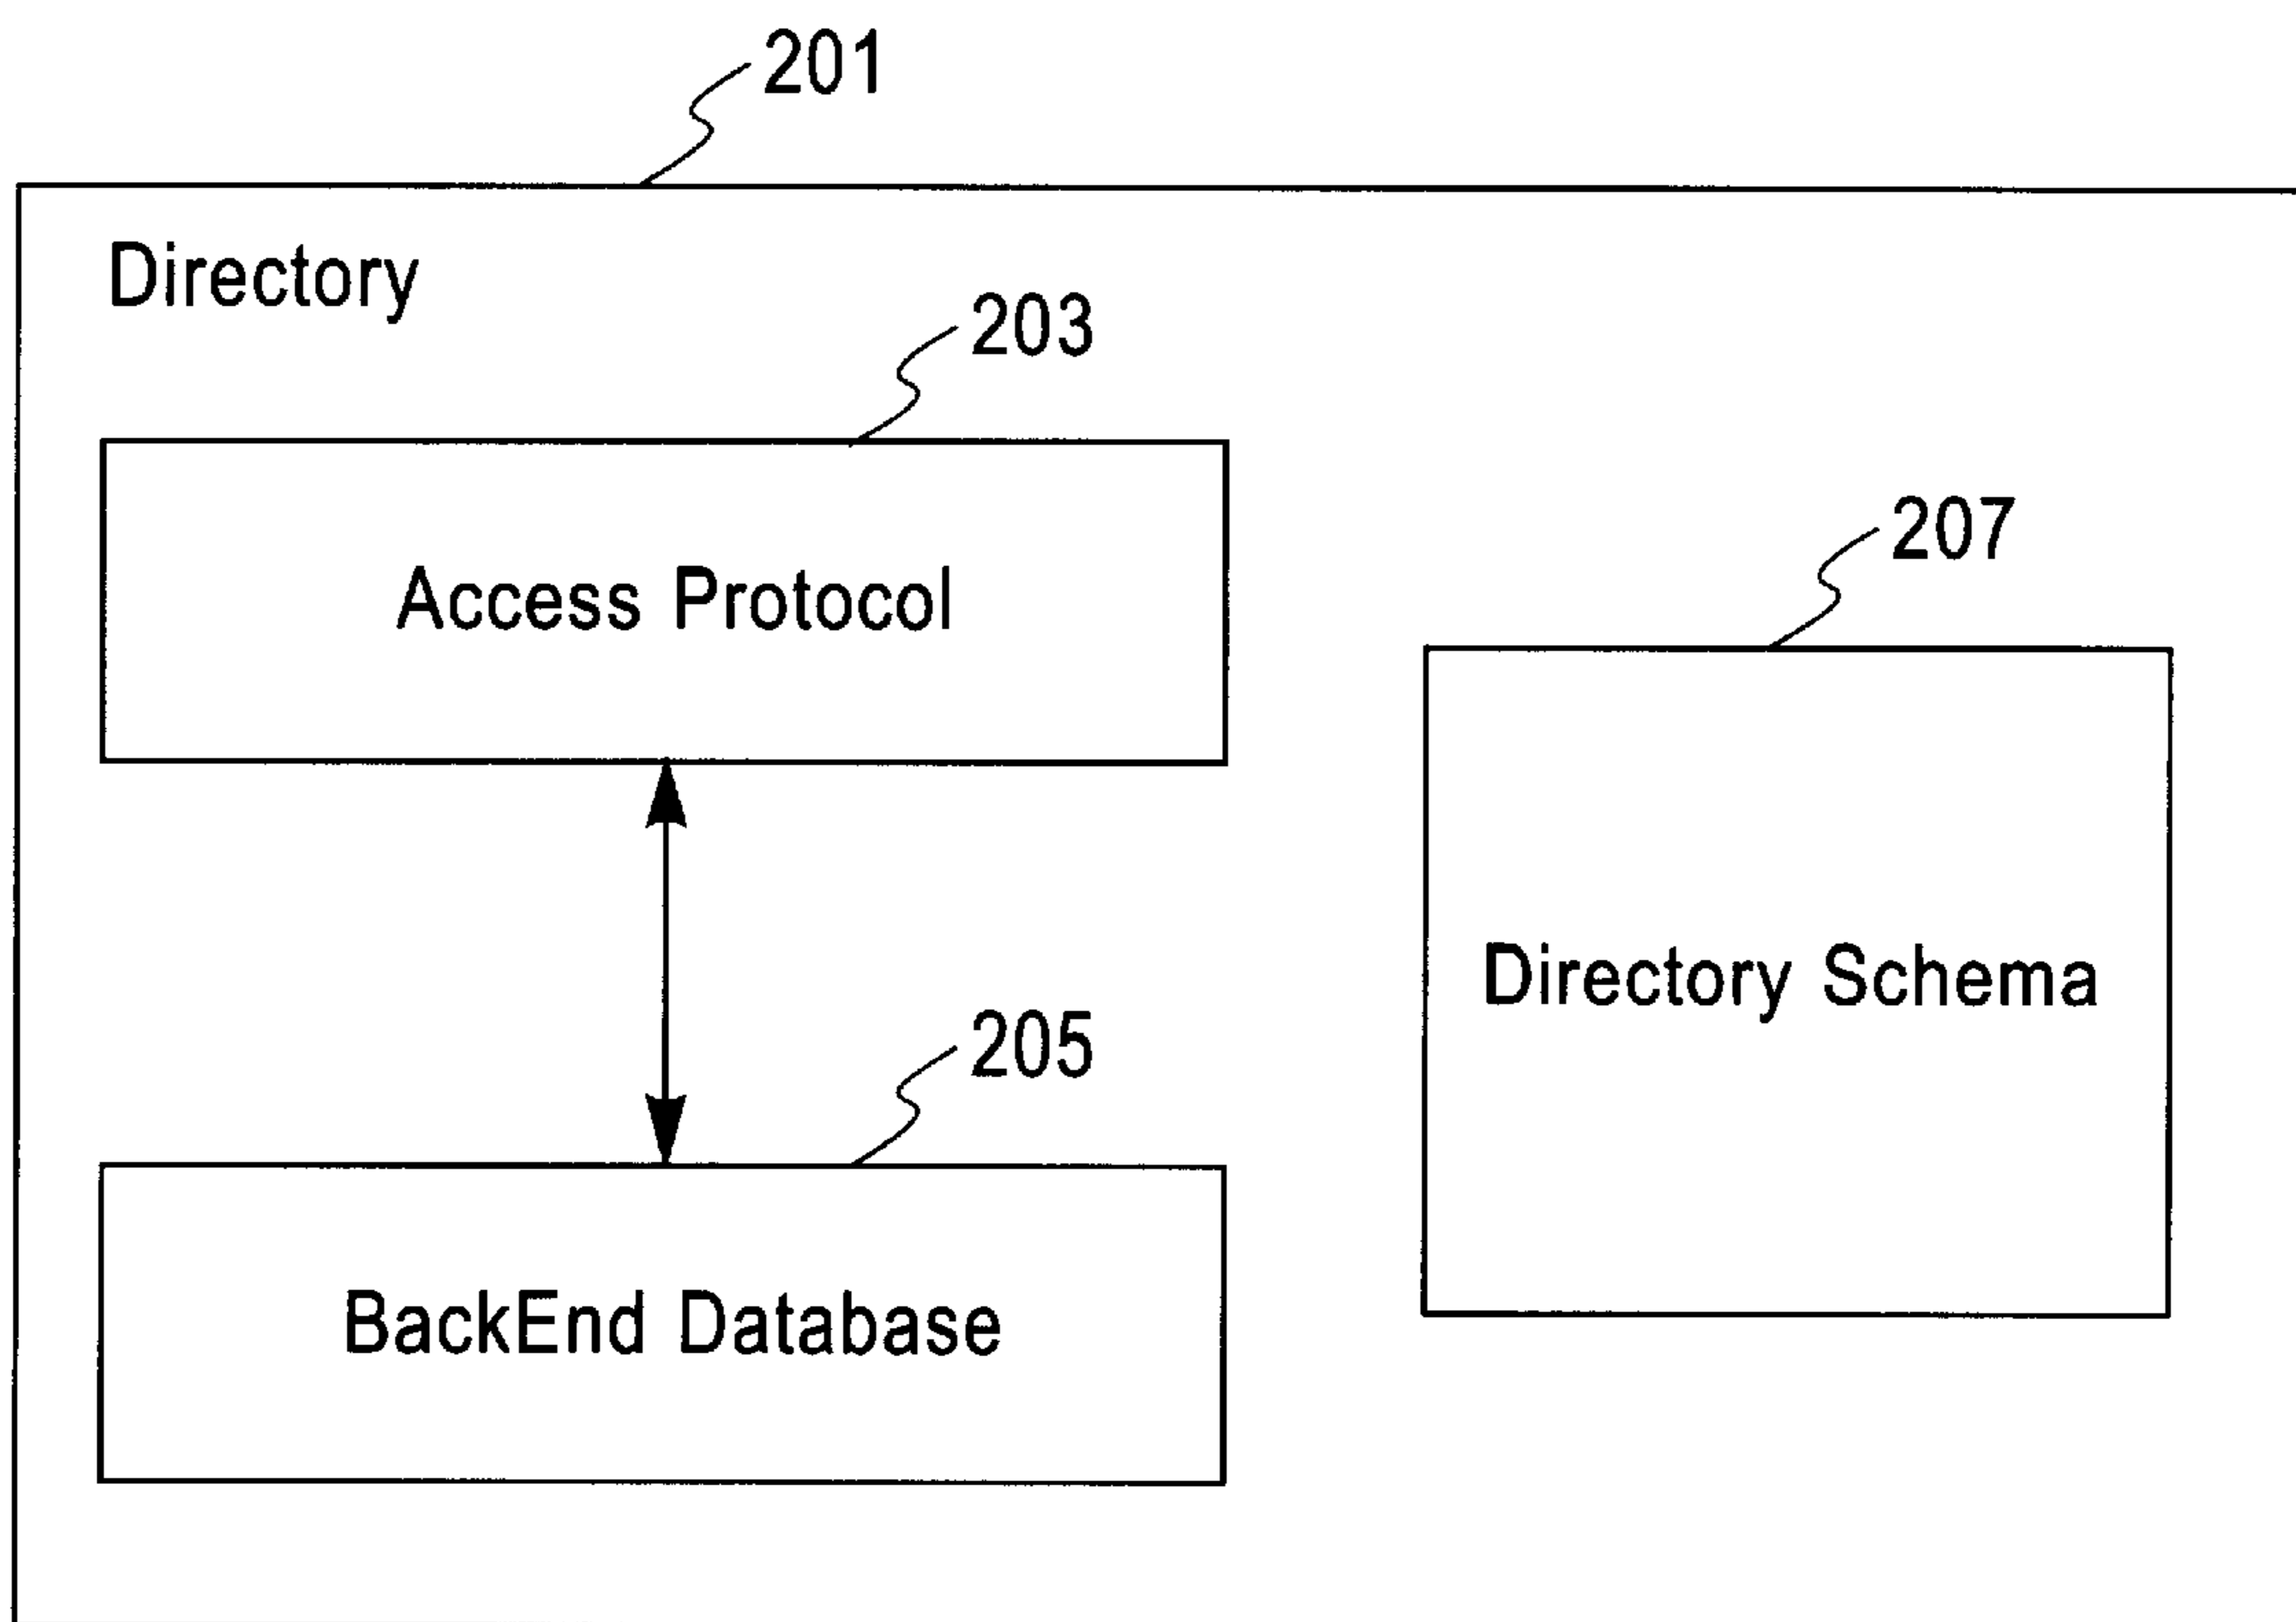 201
Directory
203
Access Protocol
207
Directory Schema
205
BackEnd Database